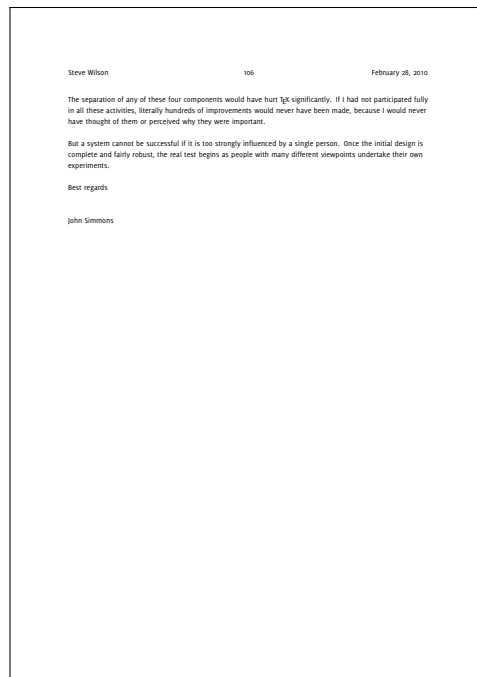 Steve Wilson 106 February 28, 2010
The separation of any of these four components would have hurt TEX significantly. If I had not participated fully
in all these activities, literally hundreds of improvements would never have been made, because I would never
have thought of them or perceived why they were important.
But a system cannot be successful if it is too strongly influenced by a single person. Once the initial design is
complete and fairly robust, the real test begins as people with many different viewpoints undertake their own
experiments.
Best regards
John Simmons